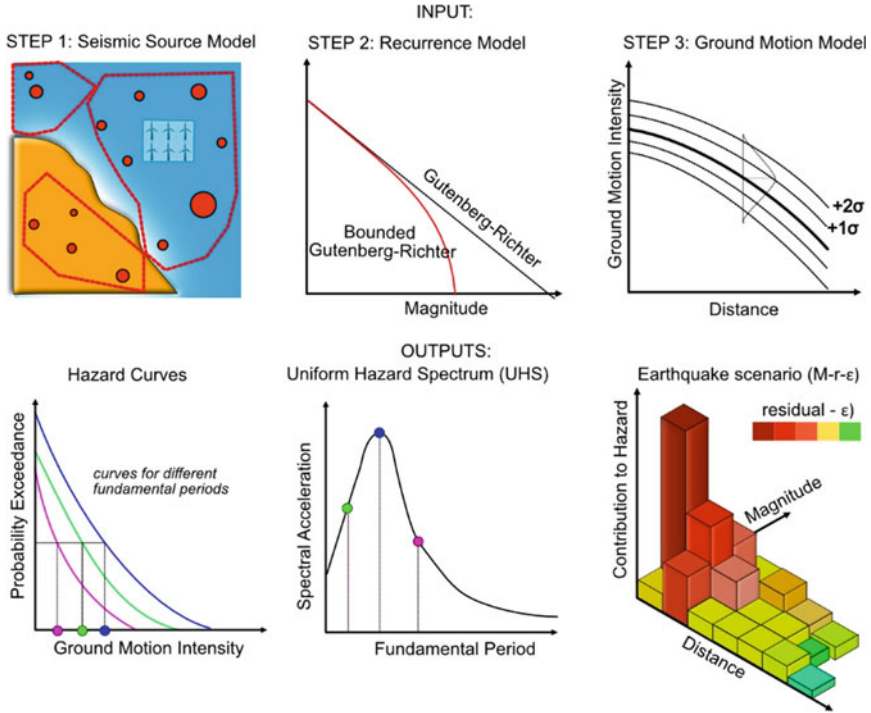 INPUT:
STEP 1: Seismic Source Model
STEP 2: Recurrence Model
STEP 3: Ground Motion Model
Gutenberg-Richter
Bounded
Gutenberg-Richter
Magnitude
Ground Motion Intensity
+2σ
+1σ
Distance
OUTPUTS:
Hazard Curves
Uniform Hazard Spectrum (UHS)
Earthquake scenario (M-r-ε)
Probability Exceedance
curves for different
fundamental periods
Ground Motion Intensity
Spectral Acceleration
Fundamental Period
Contribution to Hazard
residual - ε)
Magnitude
Distance